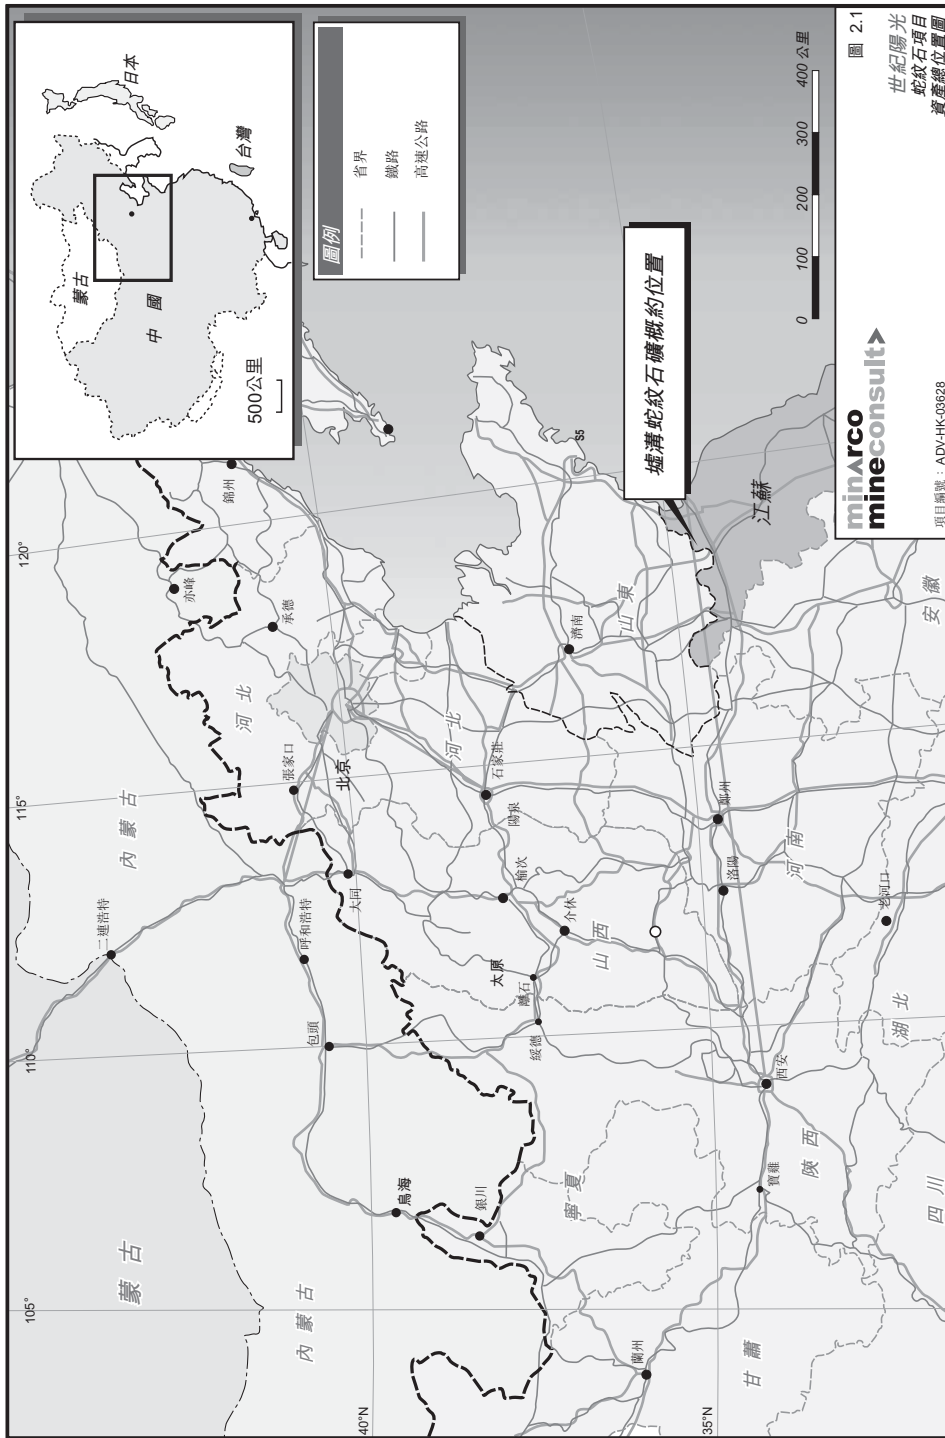 日本
蒙古
中國
台灣
500公里
圖例
省界
鐵路
高速公路
105°
110°
115°
120°
40°N
35°N
蒙古
內蒙古
內蒙古
二連浩特
赤峰
錦州
承德
河北
張家口
北京
呼和浩特
大同
包頭
烏海
銀川
寧夏
河北
石家莊
陽泉
榆次
太原
介休
離石
綏德
山西
濟南
山東
S5
墟溝蛇紋石礦概約位置
江蘇
安徽
鄭州
洛陽
河南
老河口
湖北
西安
寶雞
陝西
四川
蘭州
甘肅
0 100 200 300 400 公里
minarco
mineconsult
項目編號：ADV-HK-03628
圖 2.1
世紀陽光
蛇紋石項目
資產總位置圖